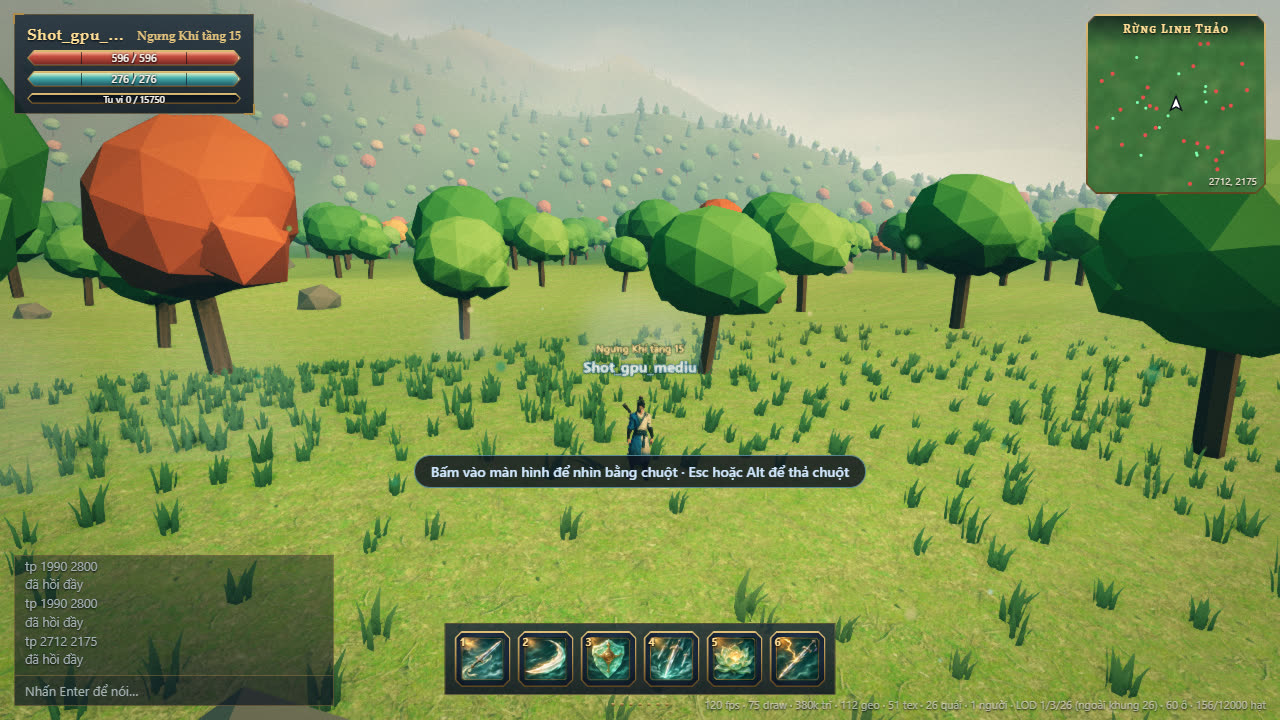 Shot_gpu_... Ngưng Khí tầng 15
596 / 596
276 / 276
Tu vi 0 / 15750
RỪNG LINH THẢO
2712, 2175
Ngưng Khí tầng 15
Shot_gpu_mediu
Bấm vào màn hình để nhìn bằng chuột · Esc hoặc Alt để thả chuột
tp 1990 2800
đã hồi đầy
tp 1990 2800
đã hồi đầy
tp 2712 2175
đã hồi đầy
Nhấn Enter để nói...
1 2 3 4 5 6
120 fps · 75 draw · 380k tri · 112 geo · 51 tex · 26 quái · 1 người · LOD 1/3/26 (ngoài khung 26) · 60 ô · 156/12000 hạt